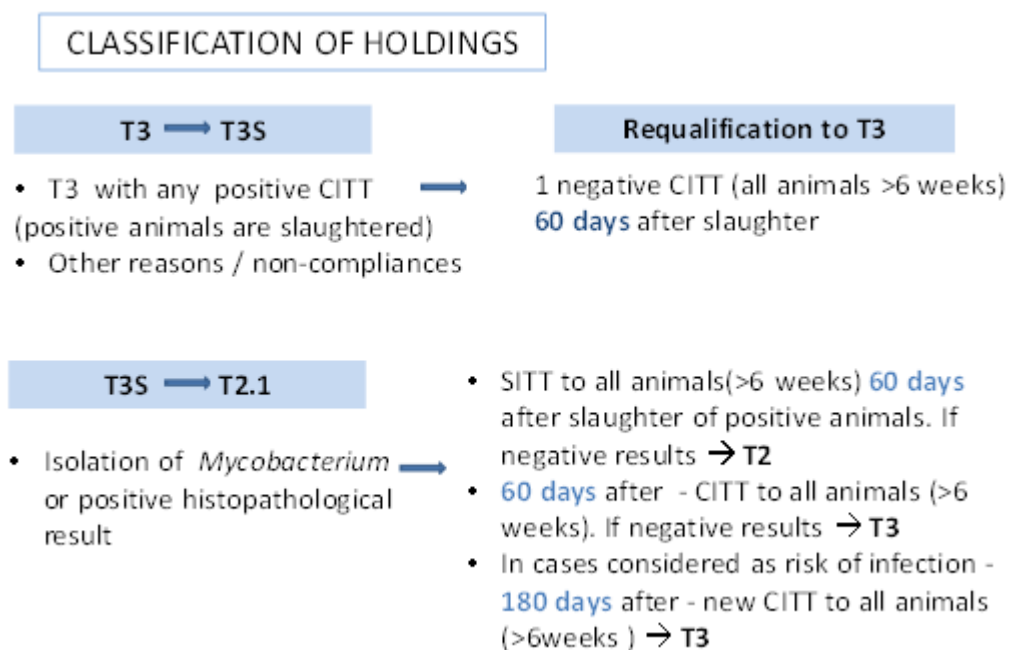 CLASSIFICATION OF HOLDINGS
T3 → T3S
• T3 with any positive CITT →
(positive animals are slaughtered)
• Other reasons / non-compliances
Requalification to T3
1 negative CITT (all animals >6 weeks)
60 days after slaughter
T3S → T2.1
• Isolation of Mycobacterium →
or positive histopathological
result
• SITT to all animals(>6 weeks) 60 days
after slaughter of positive animals. If
negative results → T2
• 60 days after - CITT to all animals (>6
weeks). If negative results → T3
• In cases considered as risk of infection -
180 days after - new CITT to all animals
(>6weeks ) → T3